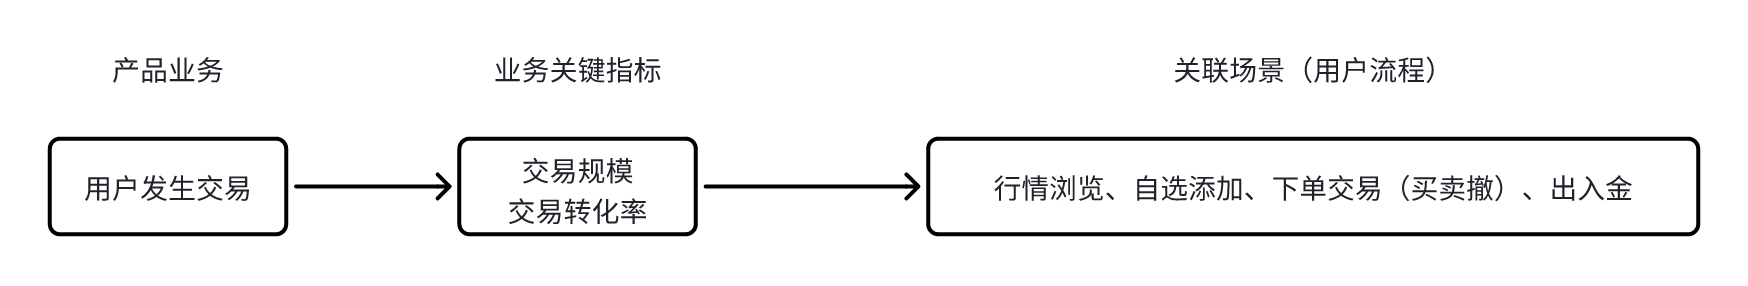 产品业务
业务关键指标
关联场景（用户流程）
用户发生交易
交易规模
交易转化率
行情浏览、自选添加、下单交易（买卖撤）、出入金